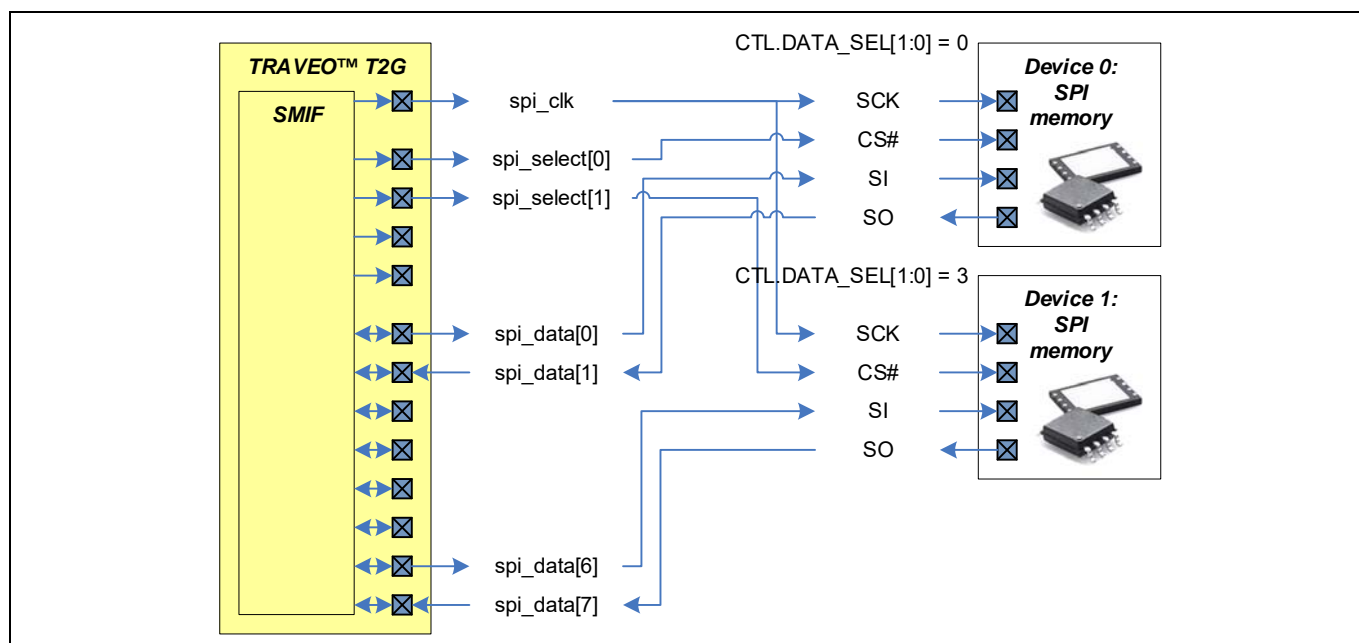 CTL.DATA_SEL[1:0] = 0
TRAVEO™ T2G
SMIF
spi_clk
spi_select[0]
spi_select[1]
spi_data[0]
spi_data[1]
spi_data[6]
spi_data[7]
SCK
CS#
SI
SO
Device 0:
SPI
memory
CTL.DATA_SEL[1:0] = 3
SCK
CS#
SI
SO
Device 1:
SPI
memory